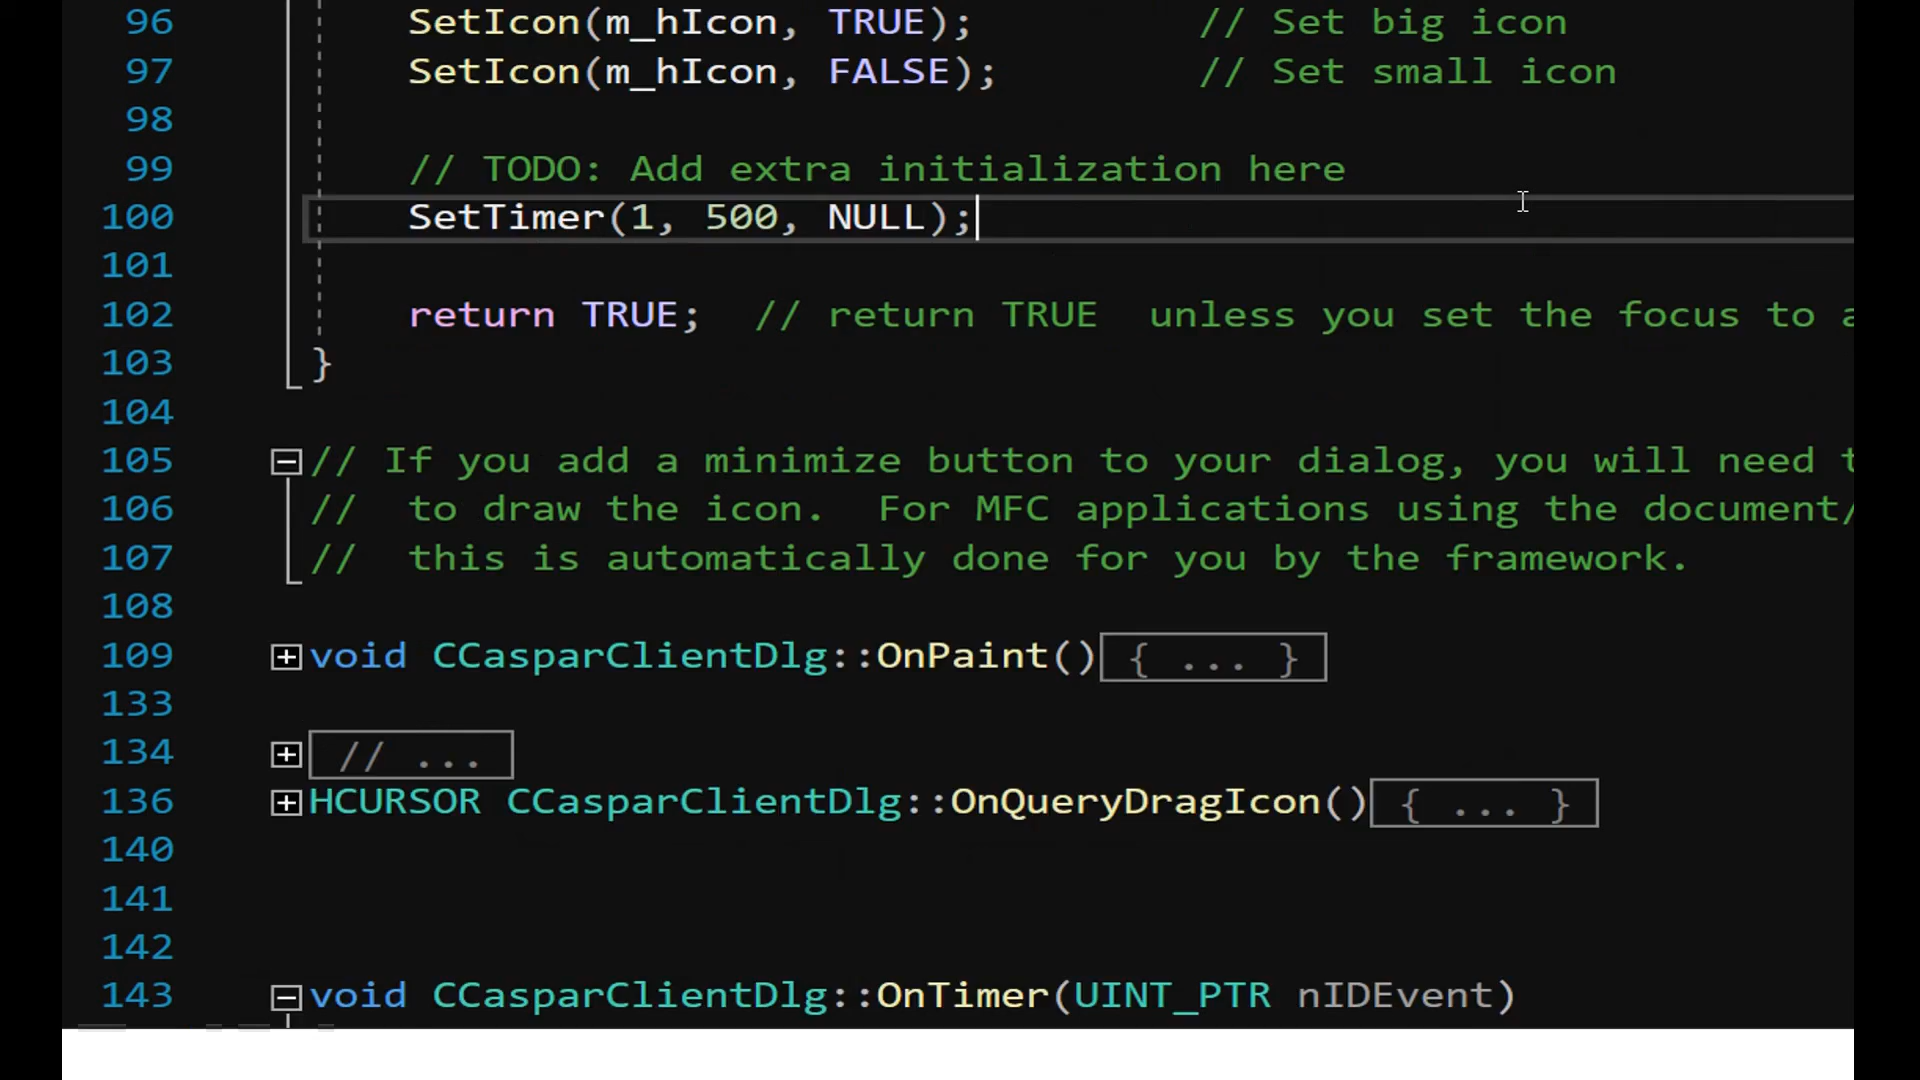 96 SetIcon(m_hIcon, TRUE); // Set big icon
97 SetIcon(m_hIcon, FALSE); // Set small icon
98
99 // TODO: Add extra initialization here
100 SetTimer(1, 500, NULL);
101
102 return TRUE; // return TRUE  unless you set the focus to a
103 }
104
105 // If you add a minimize button to your dialog, you will need
106 //  to draw the icon.  For MFC applications using the document/
107 //  this is automatically done for you by the framework.
108
109 void CCasparClientDlg::OnPaint() { ... }
133
134 // ...
136 HCURSOR CCasparClientDlg::OnQueryDragIcon() { ... }
140
141
142
143 void CCasparClientDlg::OnTimer(UINT_PTR nIDEvent)